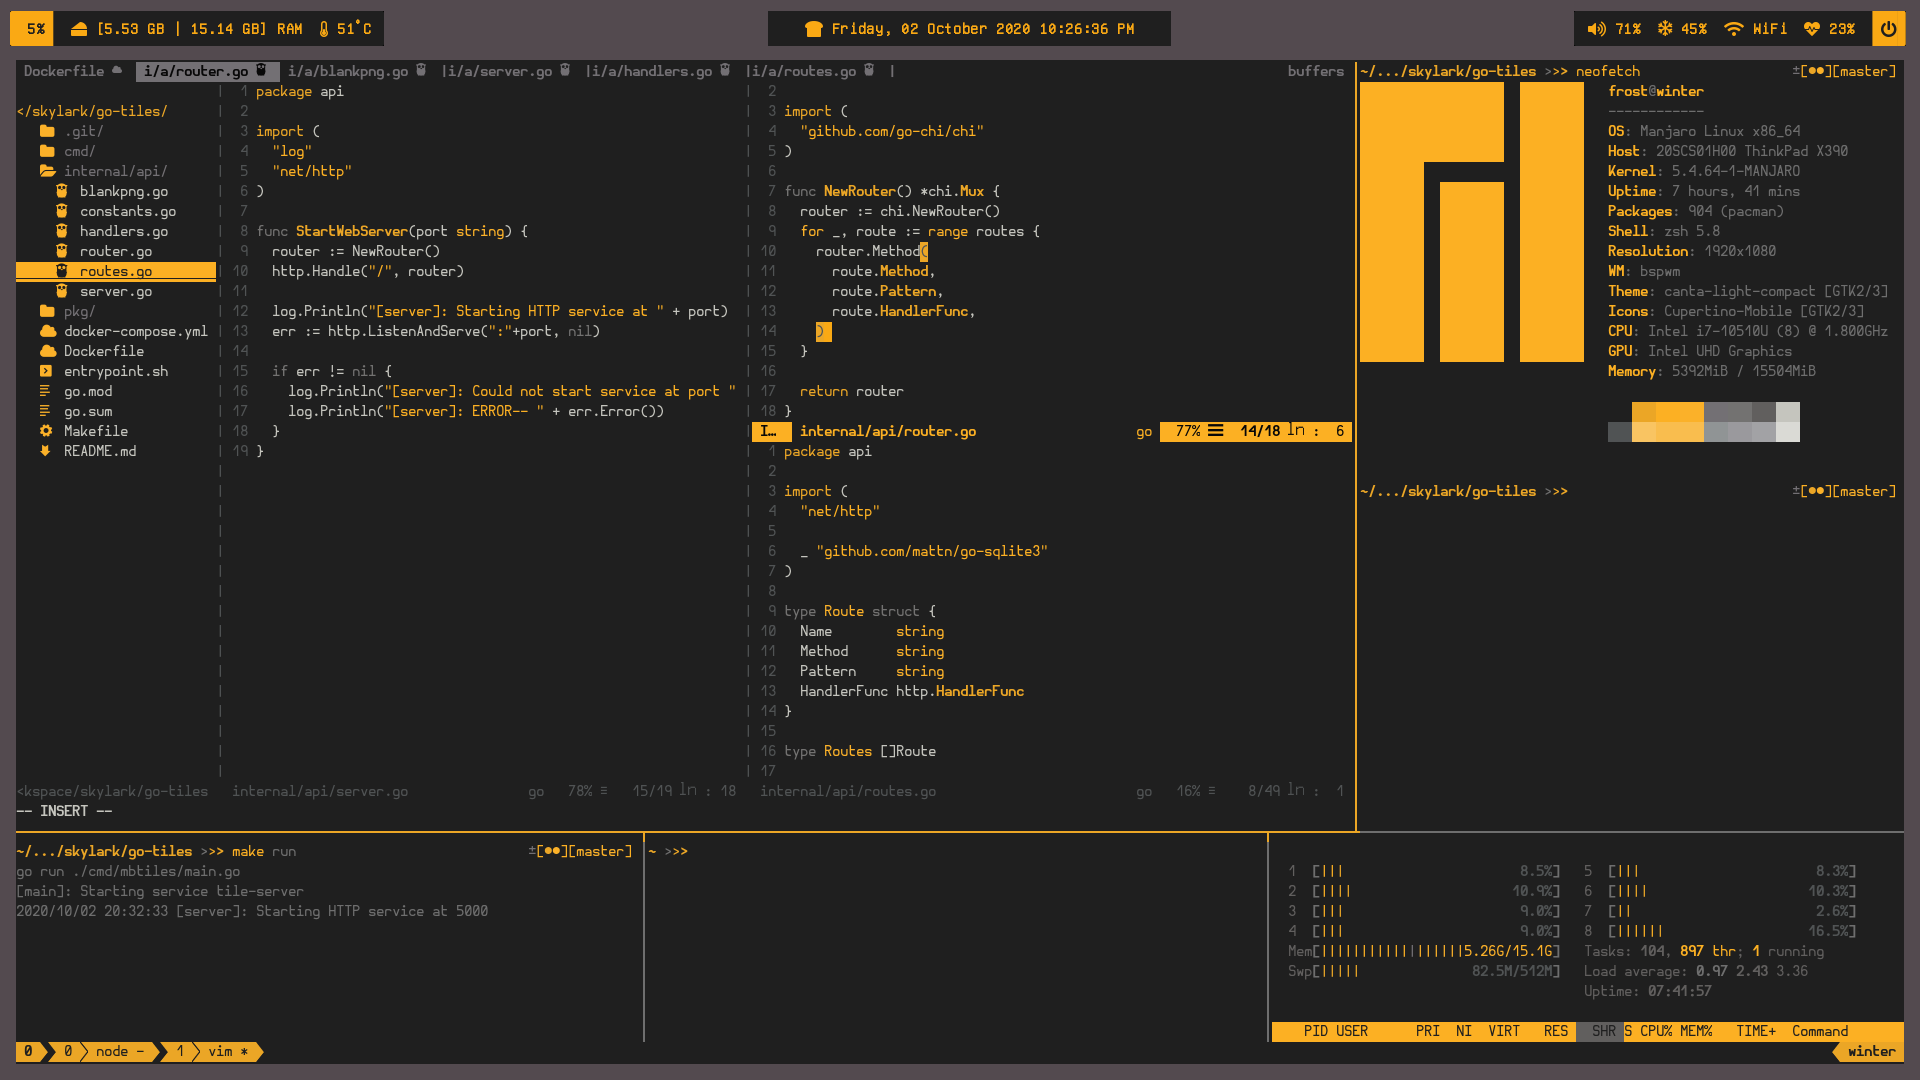 5% [5.53 GB | 15.14 GB] RAM 51°C
Friday, 02 October 2020 10:26:36 PM
71% 45% WiFi 23%
Dockerfile i/a/router.go i/a/blankpng.go |i/a/server.go |i/a/handlers.go |i/a/routes.go | buffers
</skylark/go-tiles/
.git/
cmd/
internal/api/
blankpng.go
constants.go
handlers.go
router.go
routes.go
server.go
pkg/
docker-compose.yml
Dockerfile
entrypoint.sh
go.mod
go.sum
Makefile
README.md
<kspace/skylark/go-tiles
1 package api
2
3 import (
4 "log"
5 "net/http"
6 )
7
8 func StartWebServer(port string) {
9 router := NewRouter()
10 http.Handle("/", router)
11
12 log.Println("[server]: Starting HTTP service at " + port)
13 err := http.ListenAndServe(":"+port, nil)
14
15 if err != nil {
16 log.Println("[server]: Could not start service at port "
17 log.Println("[server]: ERROR-- " + err.Error())
18 }
19 }
internal/api/server.go go 78% ≡ 15/19 ln : 18
2
3 import (
4 "github.com/go-chi/chi"
5 )
6
7 func NewRouter() *chi.Mux {
8 router := chi.NewRouter()
9 for _, route := range routes {
10 router.Method(
11 route.Method,
12 route.Pattern,
13 route.HandlerFunc,
14 )
15 }
16
17 return router
18 }
I… internal/api/router.go go 77% ☰ 14/18 ln : 6
1 package api
2
3 import (
4 "net/http"
5
6 _ "github.com/mattn/go-sqlite3"
7 )
8
9 type Route struct {
10 Name string
11 Method string
12 Pattern string
13 HandlerFunc http.HandlerFunc
14 }
15
16 type Routes []Route
17
internal/api/routes.go go 16% ≡ 8/49 ln : 1
-- INSERT --
~/.../skylark/go-tiles >>> neofetch ±[●●][master]
frost@winter
------------
OS: Manjaro Linux x86_64
Host: 20SCS01H00 ThinkPad X390
Kernel: 5.4.64-1-MANJARO
Uptime: 7 hours, 41 mins
Packages: 904 (pacman)
Shell: zsh 5.8
Resolution: 1920x1080
WM: bspwm
Theme: canta-light-compact [GTK2/3]
Icons: Cupertino-Mobile [GTK2/3]
CPU: Intel i7-10510U (8) @ 1.800GHz
GPU: Intel UHD Graphics
Memory: 5392MiB / 15504MiB
~/.../skylark/go-tiles >>> ±[●●][master]
~/.../skylark/go-tiles >>> make run ±[●●][master]
go run ./cmd/mbtiles/main.go
[main]: Starting service tile-server
2020/10/02 20:32:33 [server]: Starting HTTP service at 5000
~ >>>
1 [||| 8.5%] 5 [||| 8.3%]
2 [|||| 10.9%] 6 [|||| 10.3%]
3 [||| 9.0%] 7 [|| 2.6%]
4 [||| 9.0%] 8 [|||||| 16.5%]
Mem[||||||||||||||||||5.26G/15.1G] Tasks: 104, 897 thr; 1 running
Swp[||||| 82.5M/512M] Load average: 0.97 2.43 3.36
Uptime: 07:41:57
PID USER PRI NI VIRT RES SHR S CPU% MEM% TIME+ Command
0 0 node - 1 vim * winter